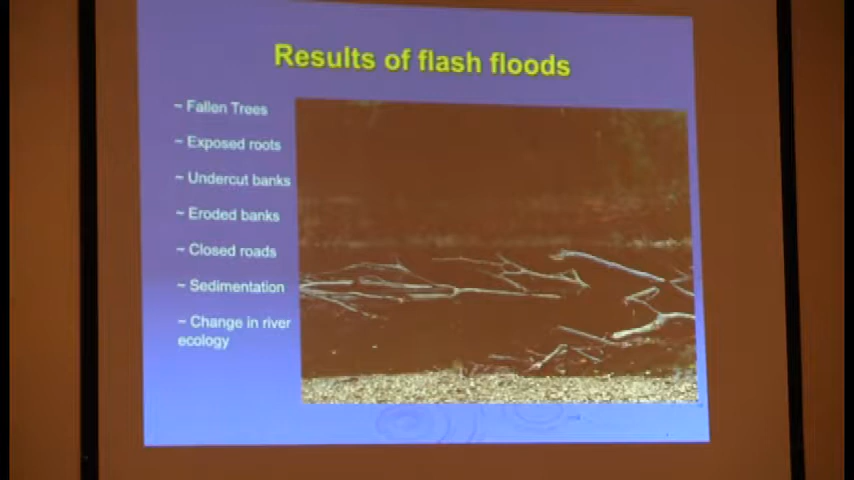 Results of flash floods
~ Fallen Trees
~ Exposed roots
~ Undercut banks
~ Eroded banks
~ Closed roads
~ Sedimentation
~ Change in river
ecology